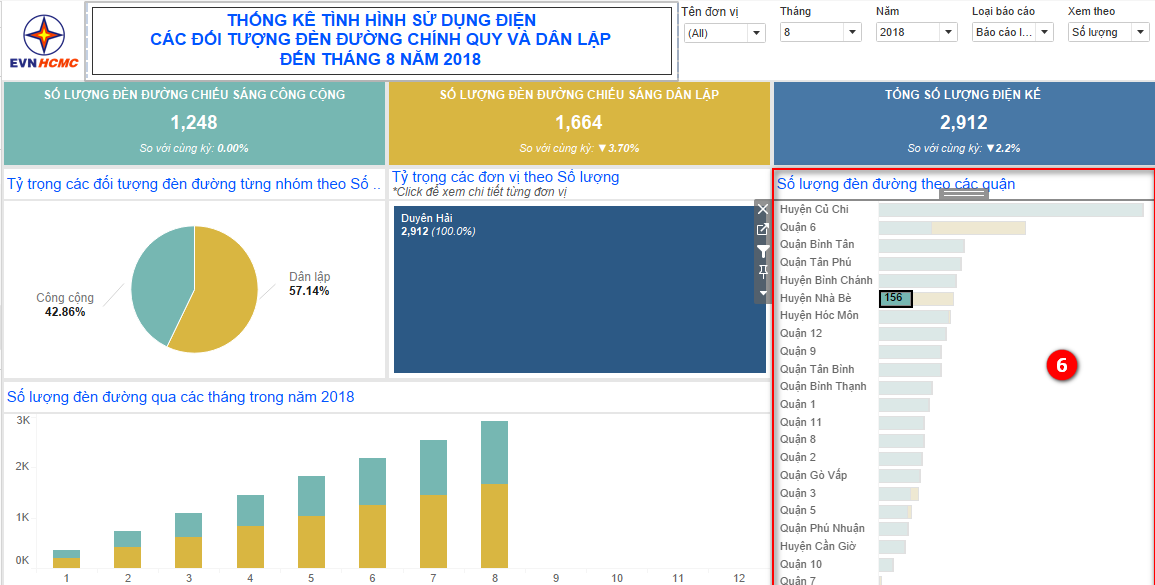 EVNHCMC
THỐNG KÊ TÌNH HÌNH SỬ DỤNG ĐIỆN
CÁC ĐỐI TƯỢNG ĐÈN ĐƯỜNG CHÍNH QUY VÀ DÂN LẬP
ĐẾN THÁNG 8 NĂM 2018
Tên đơn vị
(All)
Tháng
8
Năm
2018
Loại báo cáo
Báo cáo l...
Xem theo
Số lượng
SỐ LƯỢNG ĐÈN ĐƯỜNG CHIẾU SÁNG CÔNG CỘNG
1,248
So với cùng kỳ: 0.00%
SỐ LƯỢNG ĐÈN ĐƯỜNG CHIẾU SÁNG DÂN LẬP
1,664
So với cùng kỳ: ▼3.70%
TỔNG SỐ LƯỢNG ĐIỆN KẾ
2,912
So với cùng kỳ: ▼2.2%
Tỷ trọng các đối tượng đèn đường từng nhóm theo Số ..
Công cộng
42.86%
Dân lập
57.14%
Tỷ trọng các đơn vị theo Số lượng
*Click để xem chi tiết từng đơn vị
Duyên Hải
2,912 (100.0%)
Số lượng đèn đường qua các tháng trong năm 2018
3K
2K
1K
0K
1 2 3 4 5 6 7 8 9 10 11 12
Số lượng đèn đường theo các quận
Huyện Củ Chi
Quận 6
Quận Bình Tân
Quận Tân Phú
Huyện Bình Chánh
Huyện Nhà Bè 156
Huyện Hóc Môn
Quận 12
Quận 9
Quận Tân Bình
Quận Bình Thạnh
Quận 1
Quận 11
Quận 8
Quận 2
Quận Gò Vấp
Quận 3
Quận 5
Quận Phú Nhuận
Huyện Cần Giờ
Quận 10
Quận 7
6